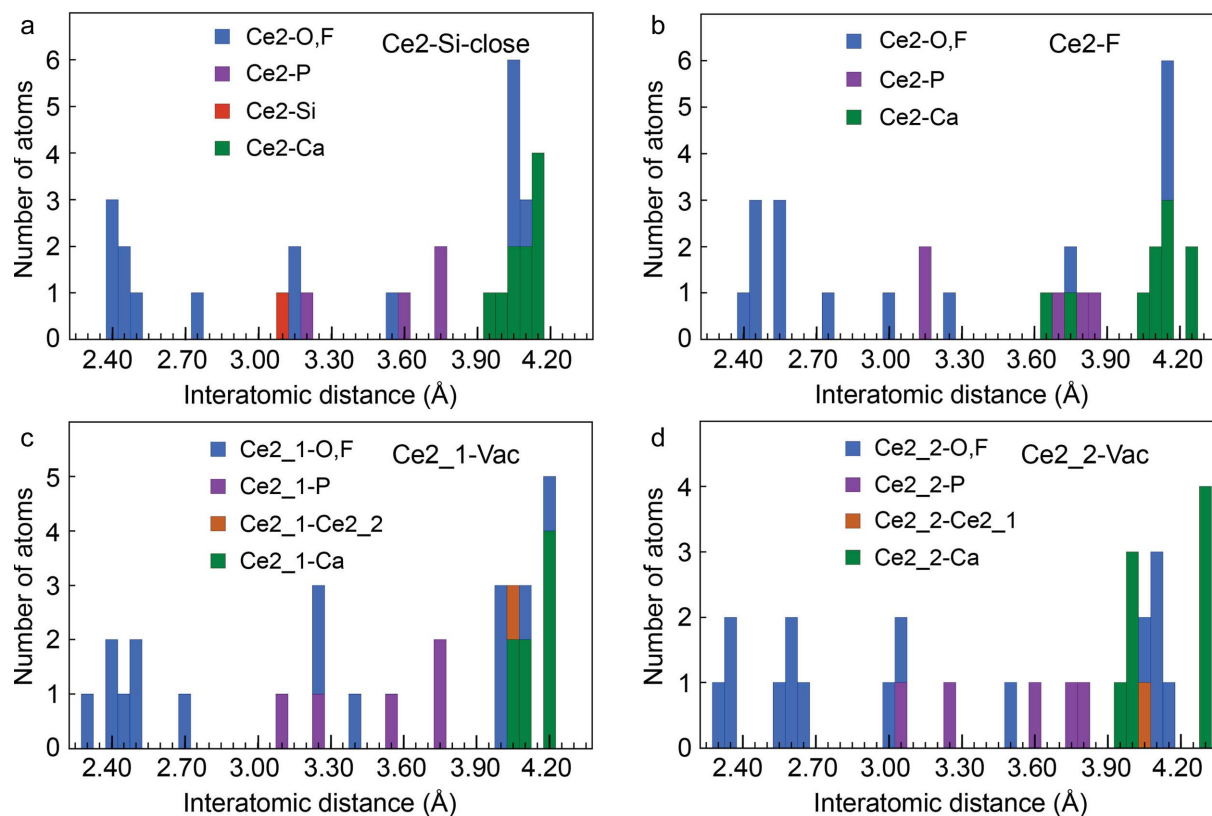 a
Ce2-Si-close
Ce2-O,F
Ce2-P
Ce2-Si
Ce2-Ca
Number of atoms
6
5
4
3
2
1
0
2.40 2.70 3.00 3.30 3.60 3.90 4.20
Interatomic distance (Å)
b
Ce2-F
Ce2-O,F
Ce2-P
Ce2-Ca
Number of atoms
6
5
4
3
2
1
0
2.40 2.70 3.00 3.30 3.60 3.90 4.20
Interatomic distance (Å)
c
Ce2_1-Vac
Ce2_1-O,F
Ce2_1-P
Ce2_1-Ce2_2
Ce2_1-Ca
Number of atoms
5
4
3
2
1
0
2.40 2.70 3.00 3.30 3.60 3.90 4.20
Interatomic distance (Å)
d
Ce2_2-Vac
Ce2_2-O,F
Ce2_2-P
Ce2_2-Ce2_1
Ce2_2-Ca
Number of atoms
4
3
2
1
0
2.40 2.70 3.00 3.30 3.60 3.90 4.20
Interatomic distance (Å)